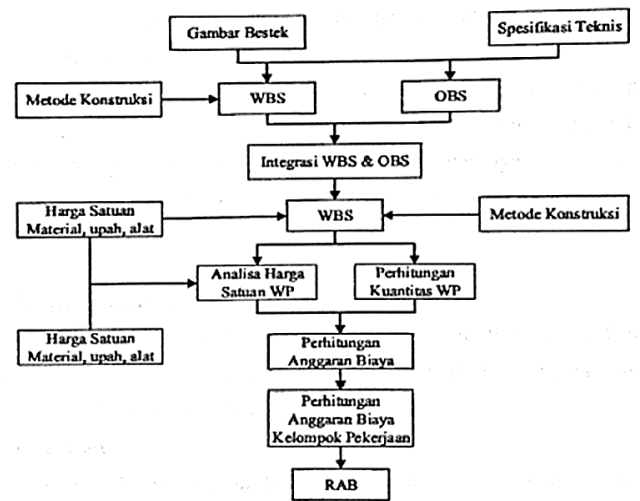 Gambar Bestek
Spesifikasi Teknis
Metode Konstruksi
WBS
OBS
Integrasi WBS & OBS
Harga Satuan
Material, upah, alat
WBS
Metode Konstruksi
Analisa Harga
Satuan WP
Perhitungan
Kuantitas WP
Harga Satuan
Material, upah, alat
Perhitungan
Anggaran Biaya
Perhitungan
Anggaran Biaya
Kelompok Pekerjaan
RAB